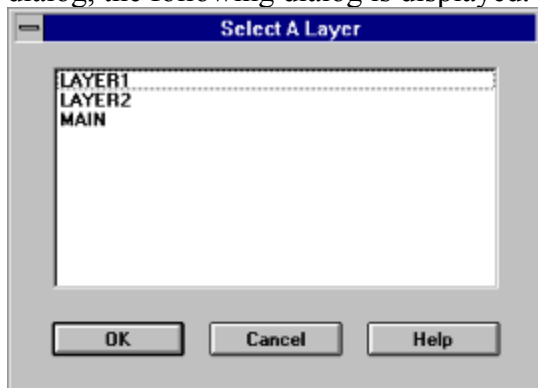 dialog, the following dialog is displayed.
Select A Layer
LAYER1
LAYER2
MAIN
OK Cancel Help